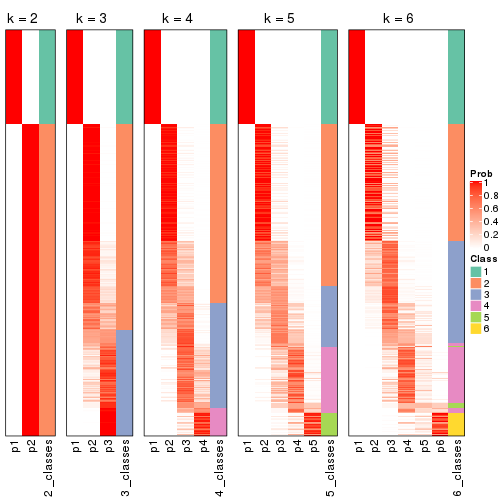 k = 2
k = 3
k = 4
k = 5
k = 6
p1
p2
2_classes
p1
p2
p3
3_classes
p1
p2
p3
p4
4_classes
p1
p2
p3
p4
p5
5_classes
p1
p2
p3
p4
p5
p6
6_classes
Prob
1
0.8
0.6
0.4
0.2
0
Class
1
2
3
4
5
6